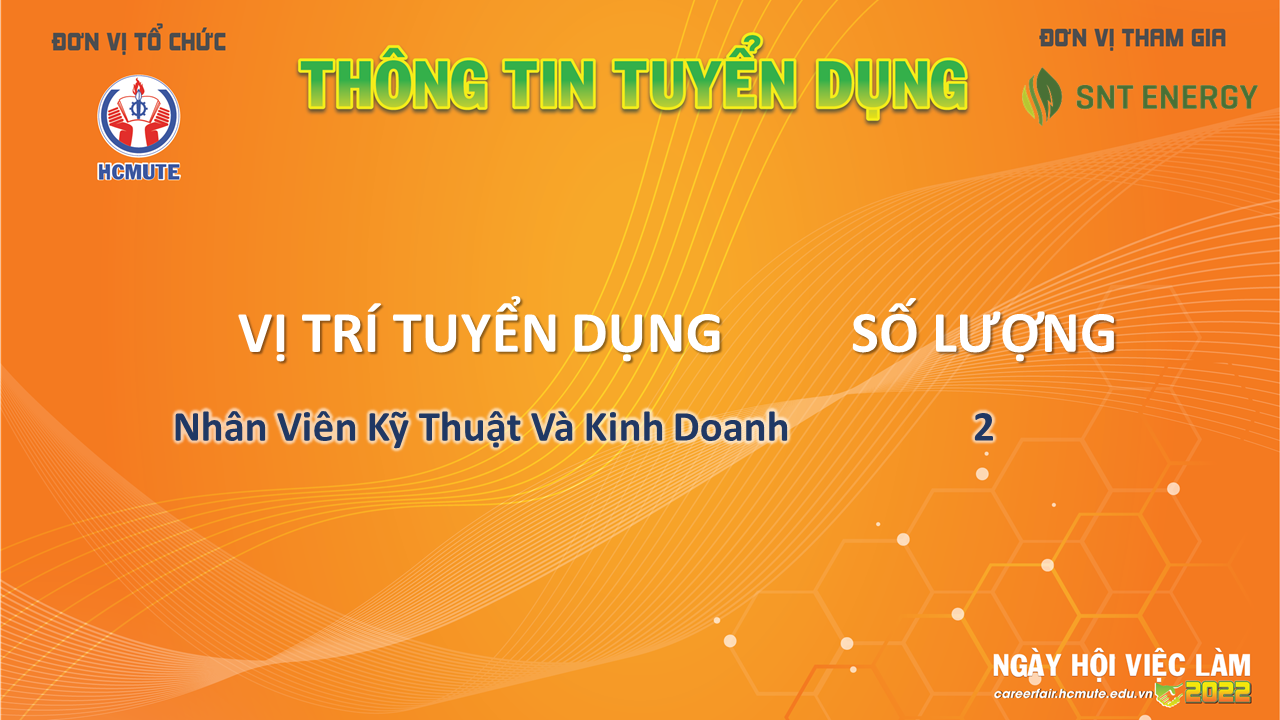 ĐƠN VỊ TỔ CHỨC
HCMUTE
THÔNG TIN TUYỂN DỤNG
ĐƠN VỊ THAM GIA
SNT ENERGY
VỊ TRÍ TUYỂN DỤNG SỐ LƯỢNG
Nhân Viên Kỹ Thuật Và Kinh Doanh 2
NGÀY HỘI VIỆC LÀM
careerfair.hcmute.edu.vn 2022